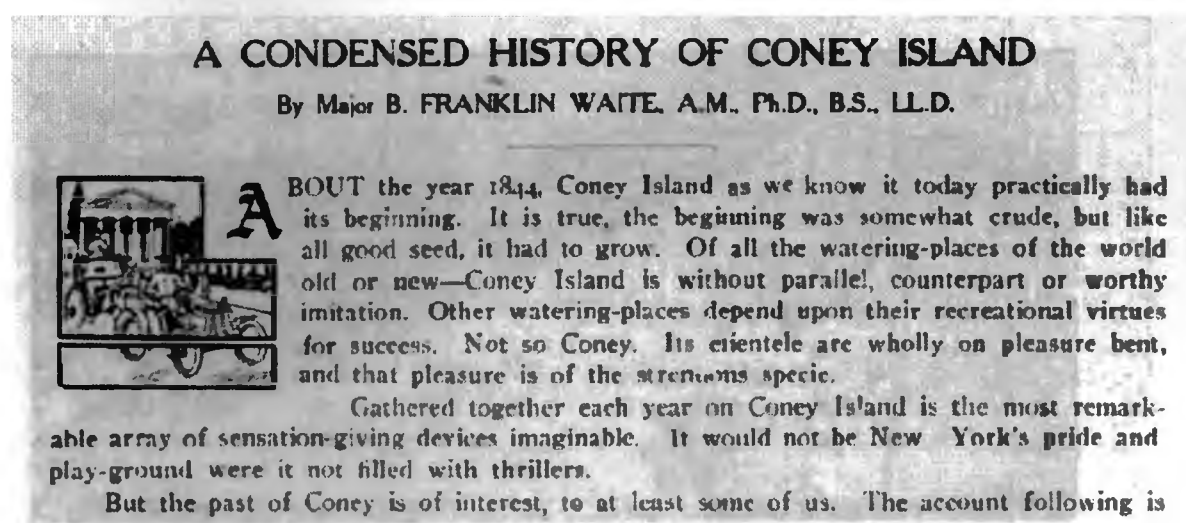 A CONDENSED HISTORY OF CONEY ISLAND
By Major B. FRANKLIN WAITE, A.M., Ph.D., B.S., LL.D.
ABOUT the year 1844, Coney Island as we know it today practically had
its beginning. It is true, the beginning was somewhat crude, but like
all good seed, it had to grow. Of all the watering-places of the world
old or new—Coney Island is without parallel, counterpart or worthy
imitation. Other watering-places depend upon their recreational virtues
for success. Not so Coney. Its clientele are wholly on pleasure bent,
and that pleasure is of the strenuous specie.
Gathered together each year on Coney Island is the most remark-
able array of sensation-giving devices imaginable. It would not be New York's pride and
play-ground were it not filled with thrillers.
But the past of Coney is of interest, to at least some of us. The account following is